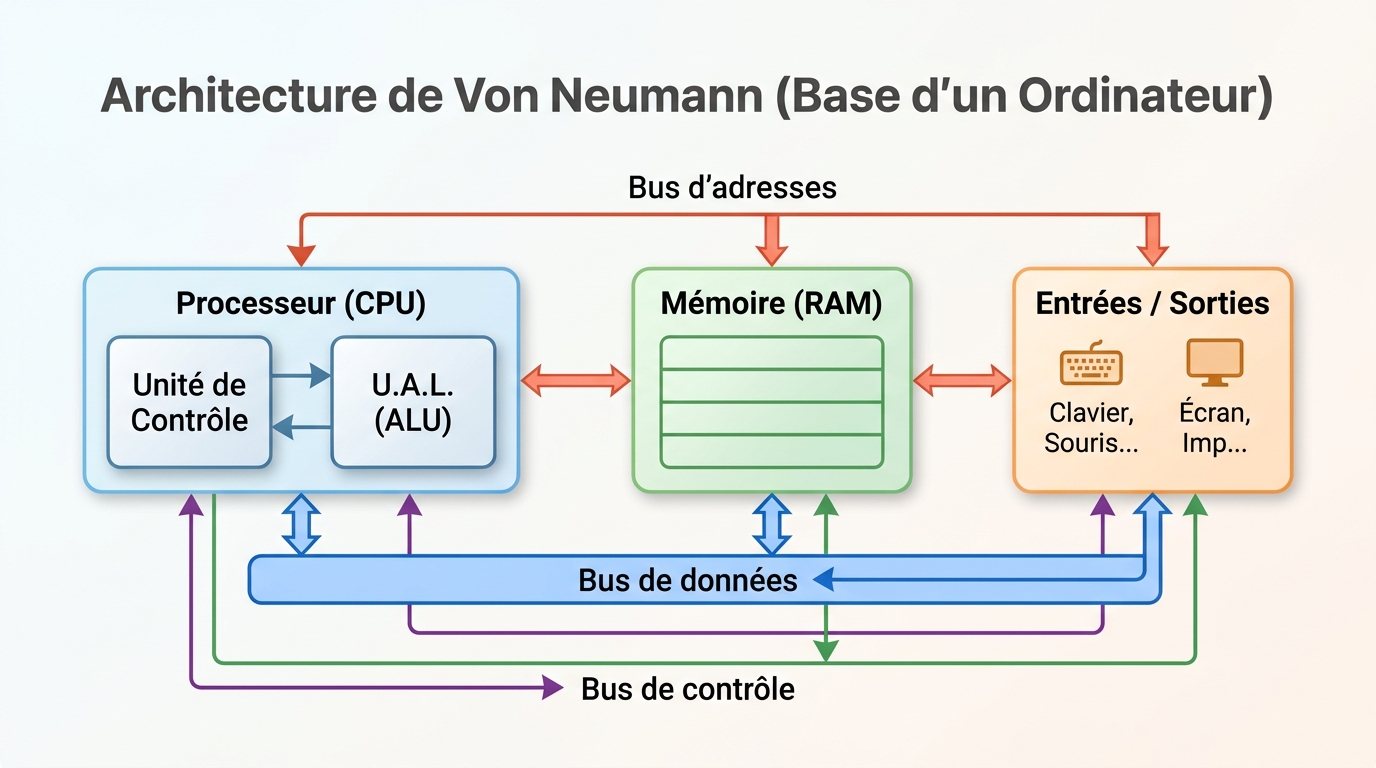 Architecture de Von Neumann (Base d'un Ordinateur)
Bus d'adresses
Processeur (CPU)
Unité de
Contrôle
U.A.L.
(ALU)
Mémoire (RAM)
Entrées / Sorties
Clavier,
Souris...
Écran,
Imp...
Bus de données
Bus de contrôle